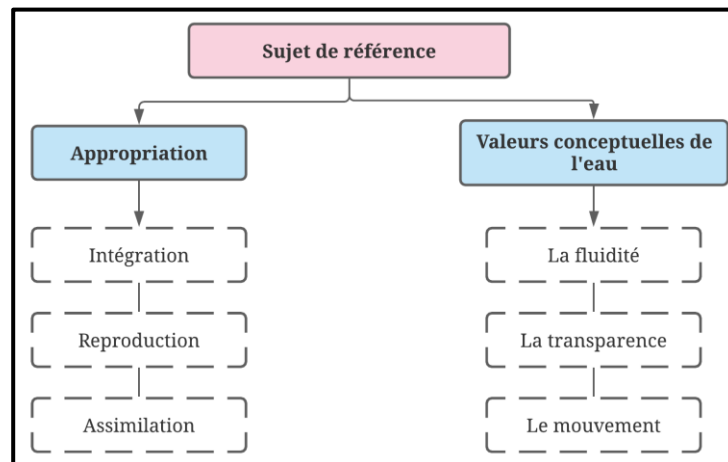 Sujet de référence
Appropriation
Valeurs conceptuelles de
l'eau
Intégration
La fluidité
Reproduction
La transparence
Assimilation
Le mouvement